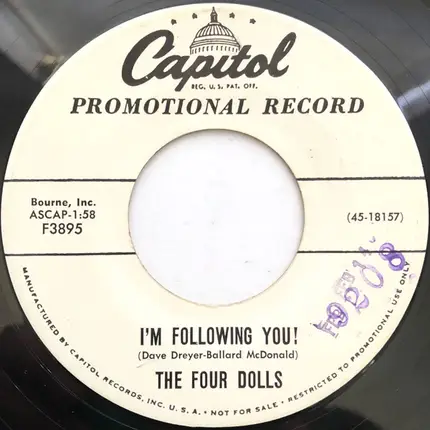 Capitol
REG. U. S. PAT. OFF.
PROMOTIONAL RECORD
Bourne, Inc.
ASCAP-1:58
F3895
(45-18157)
I'M FOLLOWING YOU!
(Dave Dreyer-Ballard MacDonald)
THE FOUR DOLLS
MANUFACTURED BY CAPITOL RECORDS, INC. U. S. A. • NOT FOR SALE • RESTRICTED TO PROMOTIONAL USE ONLY